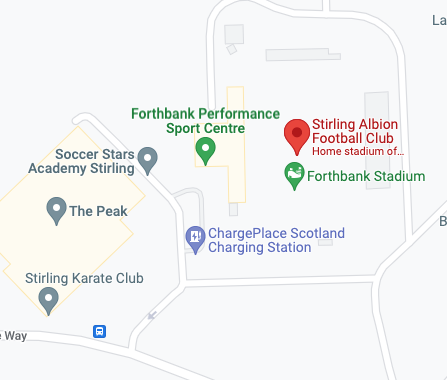 La
Forthbank Performance
Sport Centre
Stirling Albion
Football Club
Home stadium of...
Soccer Stars
Academy Stirling
Forthbank Stadium
The Peak
B
ChargePlace Scotland
Charging Station
Stirling Karate Club
e Way